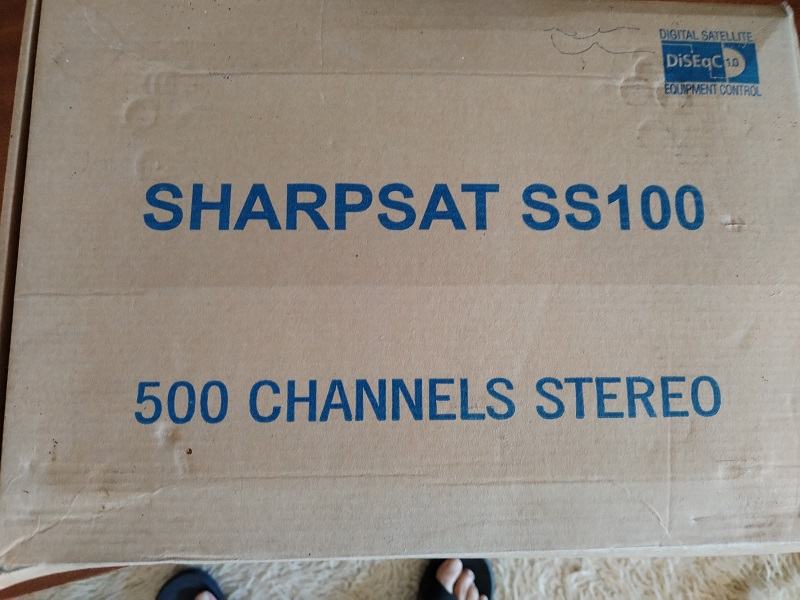 DIGITAL SATELLITE
DiSEqC 1.0
EQUIPMENT CONTROL
SHARPSAT SS100
500 CHANNELS STEREO